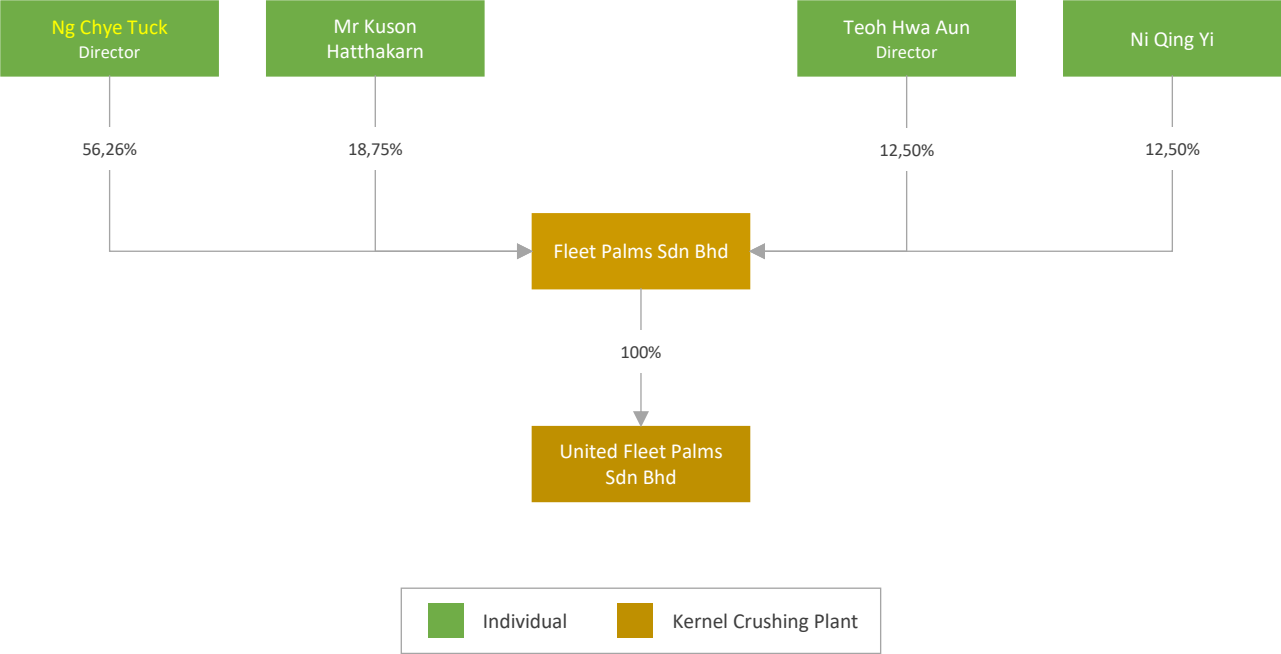 Ng Chye Tuck
Director
Mr Kuson
Hatthakarn
Teoh Hwa Aun
Director
Ni Qing Yi
56,26%
18,75%
12,50%
12,50%
Fleet Palms Sdn Bhd
100%
United Fleet Palms
Sdn Bhd
Individual
Kernel Crushing Plant